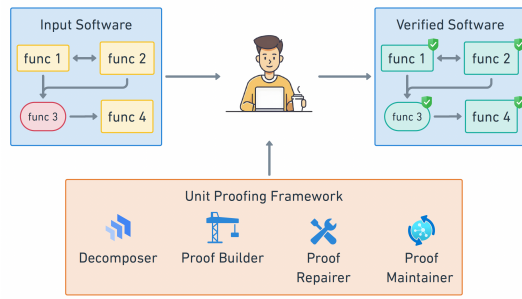 Input Software
func 1
func 2
func 3
func 4
Verified Software
func 1
func 2
func 3
func 4
Unit Proofing Framework
Decomposer
Proof Builder
Proof
Repairer
Proof
Maintainer